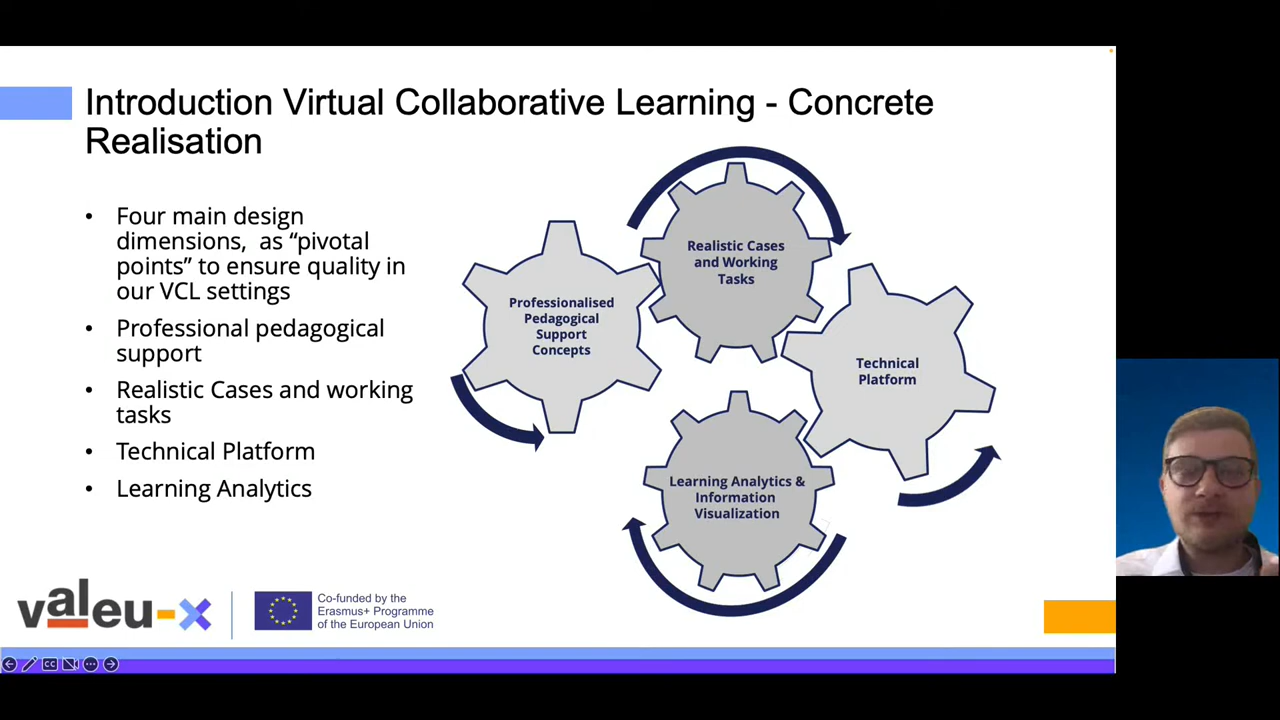 Introduction Virtual Collaborative Learning - Concrete
Realisation
• Four main design
dimensions, as “pivotal
points” to ensure quality in
our VCL settings
• Professional pedagogical
support
• Realistic Cases and working
tasks
• Technical Platform
• Learning Analytics
Professionalised
Pedagogical
Support
Concepts
Realistic Cases
and Working
Tasks
Technical
Platform
Learning Analytics &
Information
Visualization
valeu-x
Co-funded by the
Erasmus+ Programme
of the European Union
CC